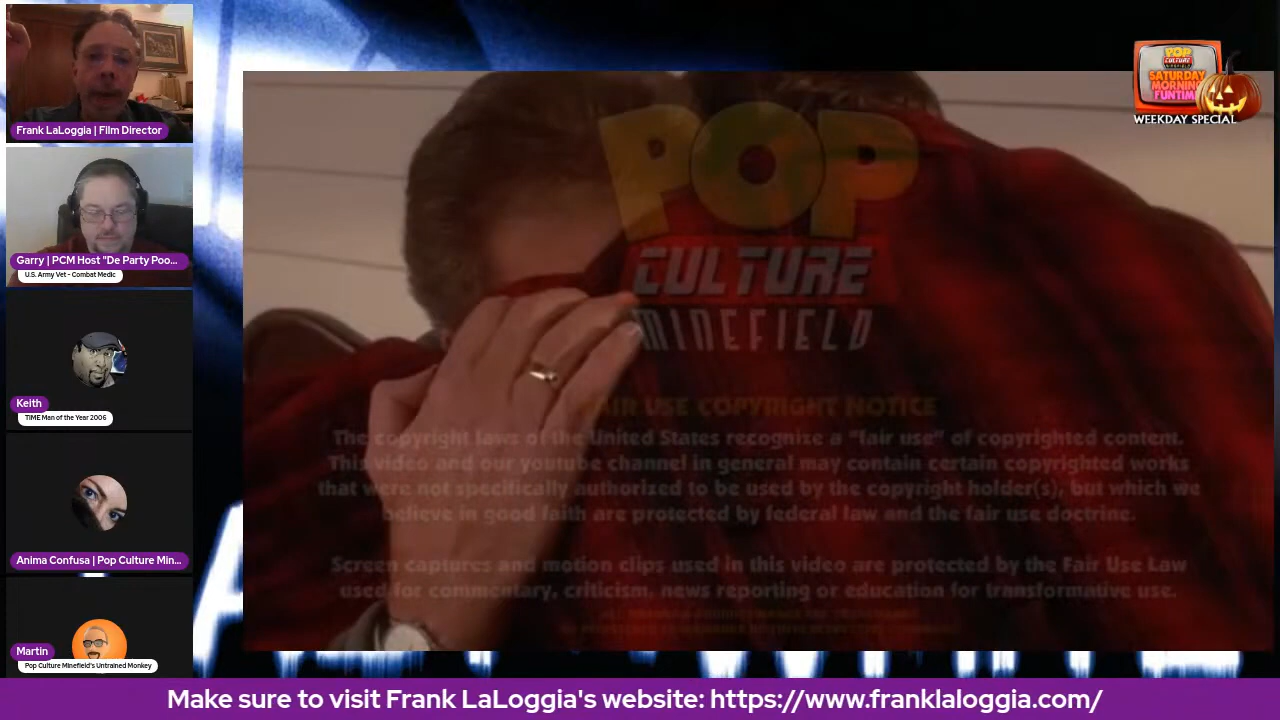 Frank LaLoggia | Film Director
Garry | PCM Host "De Party Poo...
U.S. Army Vet - Combat Medic
Keith
TIME Man of the Year 2006
Anima Confusa | Pop Culture Min...
Martin
Pop Culture Minefield's Untrained Monkey
POP
CULTURE
MINEFIELD
SATURDAY
MORNING
FUNTIME
WEEKDAY SPECIAL
POP
CULTURE
MINEFIELD
FAIR USE COPYRIGHT NOTICE
The copyright laws of the United States recognize a "fair use" of copyrighted content.
This video and our youtube channel in general may contain certain copyrighted works
that were not specifically authorized to be used by the copyright holder(s), but which we
believe in good faith are protected by federal law and the fair use doctrine.
Screen captures and motion clips used in this video are protected by the Fair Use Law
used for commentary, criticism, news reporting or education for transformative use.
Make sure to visit Frank LaLoggia's website: https://www.franklaloggia.com/